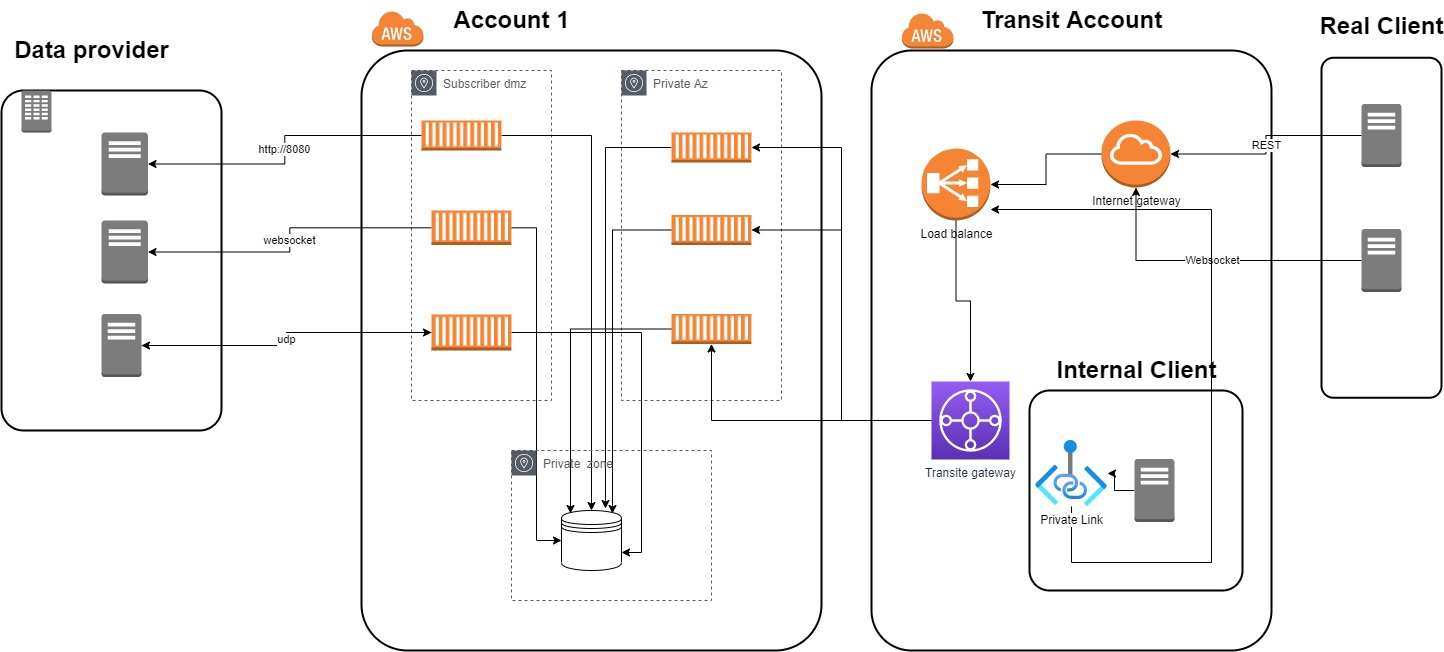 Data provider
AWS
Account 1
AWS
Transit Account
Real Client
Subscriber dmz
Private Az
http://8080
websocket
udp
REST
Internet gateway
Load balance
Websocket
Internal Client
Private zone
Transite gateway
Private Link